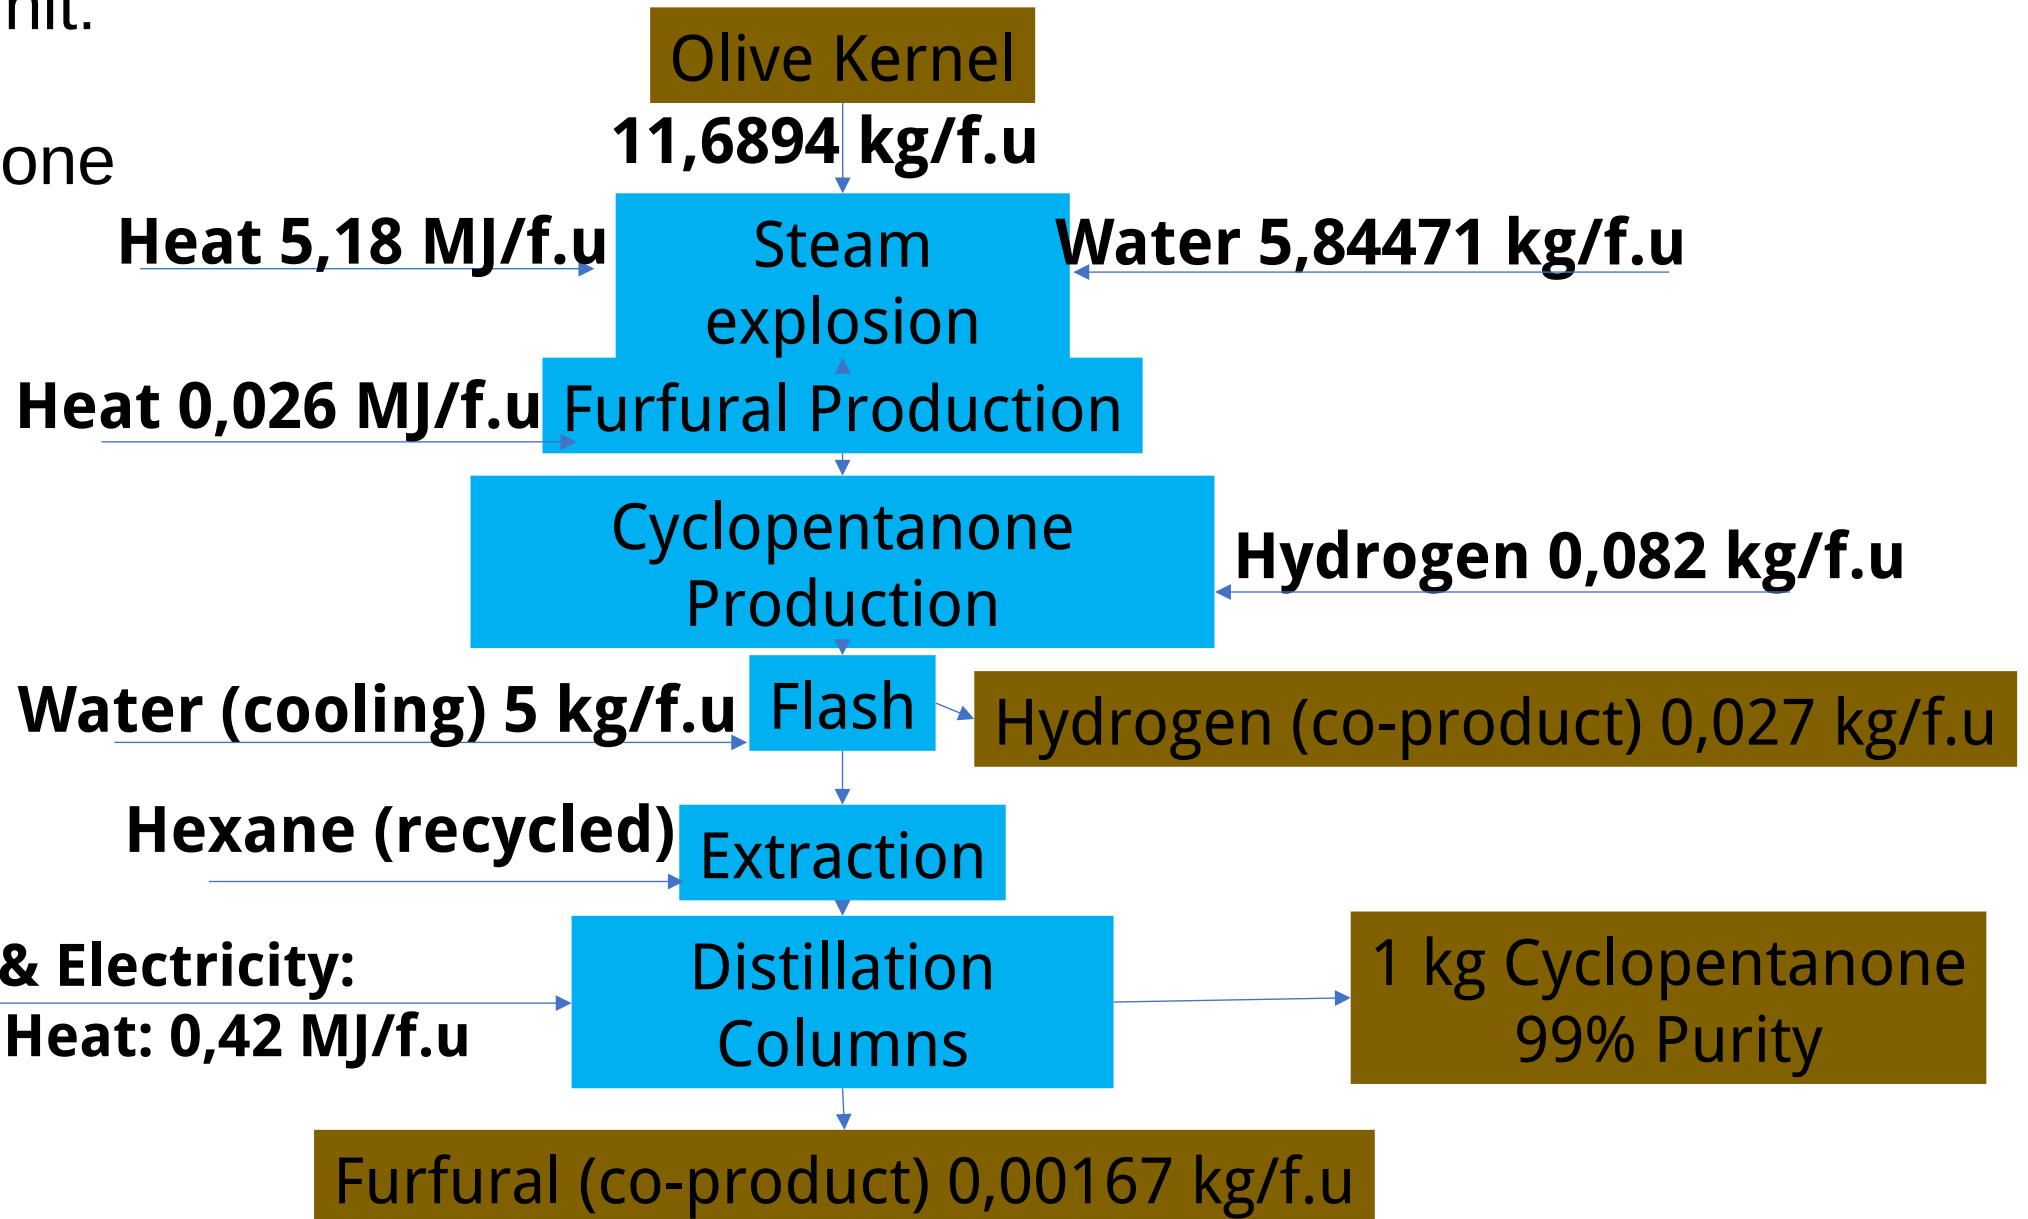 nit.
Olive Kernel
11,6894 kg/f.u
one
Heat 5,18 MJ/f.u
Steam
explosion
Water 5,84471 kg/f.u
Heat 0,026 MJ/f.u
Furfural Production
Cyclopentanone
Production
Hydrogen 0,082 kg/f.u
Water (cooling) 5 kg/f.u
Flash
Hydrogen (co-product) 0,027 kg/f.u
Hexane (recycled)
Extraction
& Electricity:
Heat: 0,42 MJ/f.u
Distillation
Columns
1 kg Cyclopentanone
99% Purity
Furfural (co-product) 0,00167 kg/f.u